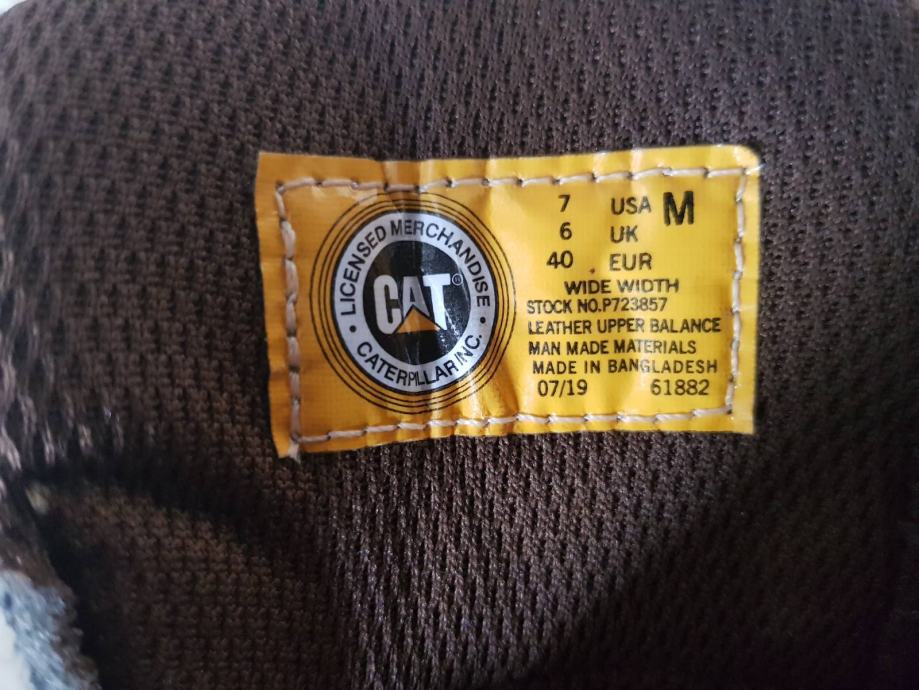 LICENSED MERCHANDISE
CAT®
• CATERPILLAR INC. •
7 USA M
6 UK
40 EUR
WIDE WIDTH
STOCK NO.P723857
LEATHER UPPER BALANCE
MAN MADE MATERIALS
MADE IN BANGLADESH
07/19 61882